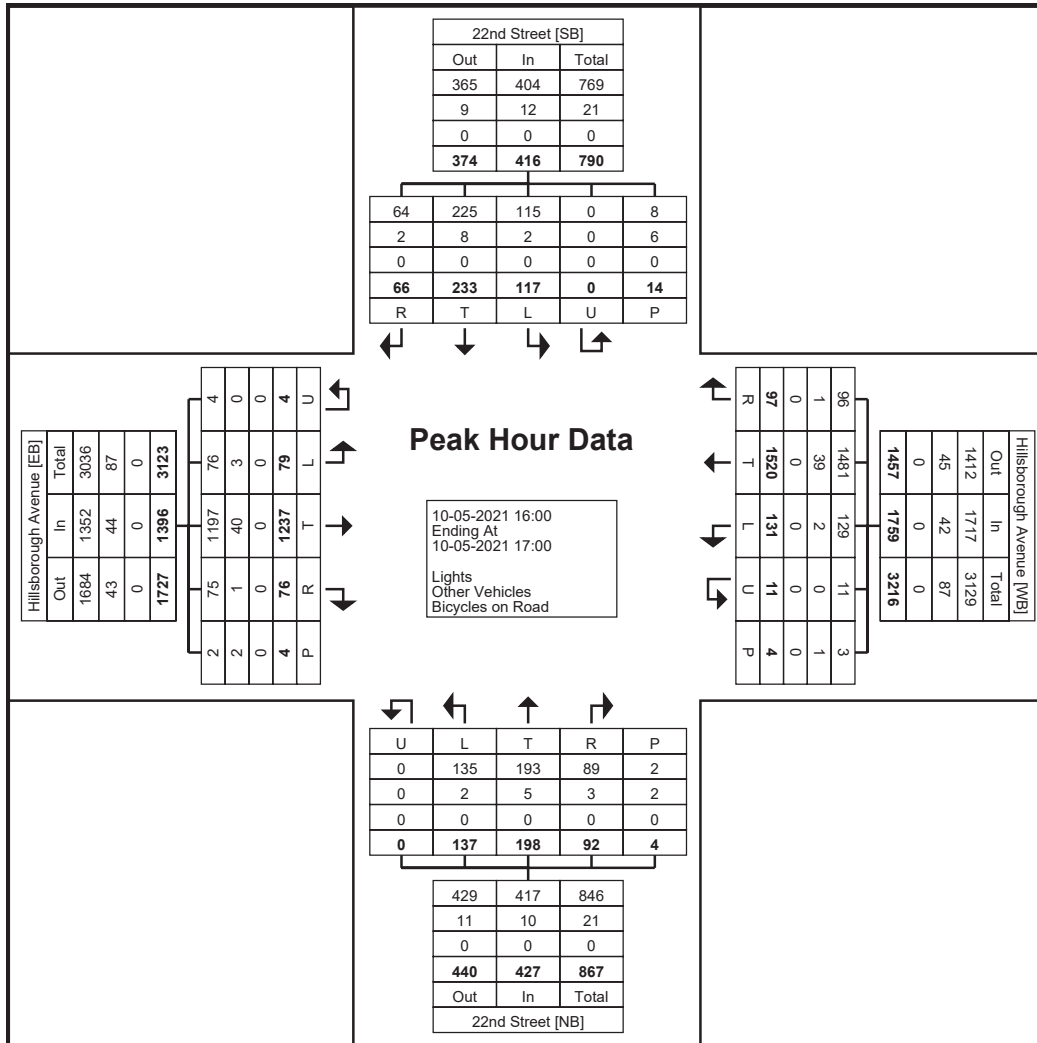 22nd Street [SB]
Out In Total
365 404 769
9 12 21
0 0 0
374 416 790
64 225 115 0 8
2 8 2 0 6
0 0 0 0 0
66 233 117 0 14
R T L U P
Hillsborough Avenue [EB]
Total In Out
3036 1352 1684
87 44 43
0 0 0
3123 1396 1727
4 76 1197 75 2
0 3 40 1 2
0 0 0 0 0
4 79 1237 76 4
U L T R P
Peak Hour Data
10-05-2021 16:00
Ending At
10-05-2021 17:00
Lights
Other Vehicles
Bicycles on Road
R T L U P
97 1520 131 11 4
0 0 0 0 0
1 39 2 0 1
96 1481 129 11 3
Hillsborough Avenue [WB]
Out In Total
1412 1717 3129
45 42 87
0 0 0
1457 1759 3216
U L T R P
0 135 193 89 2
0 2 5 3 2
0 0 0 0 0
0 137 198 92 4
429 417 846
11 10 21
0 0 0
440 427 867
Out In Total
22nd Street [NB]